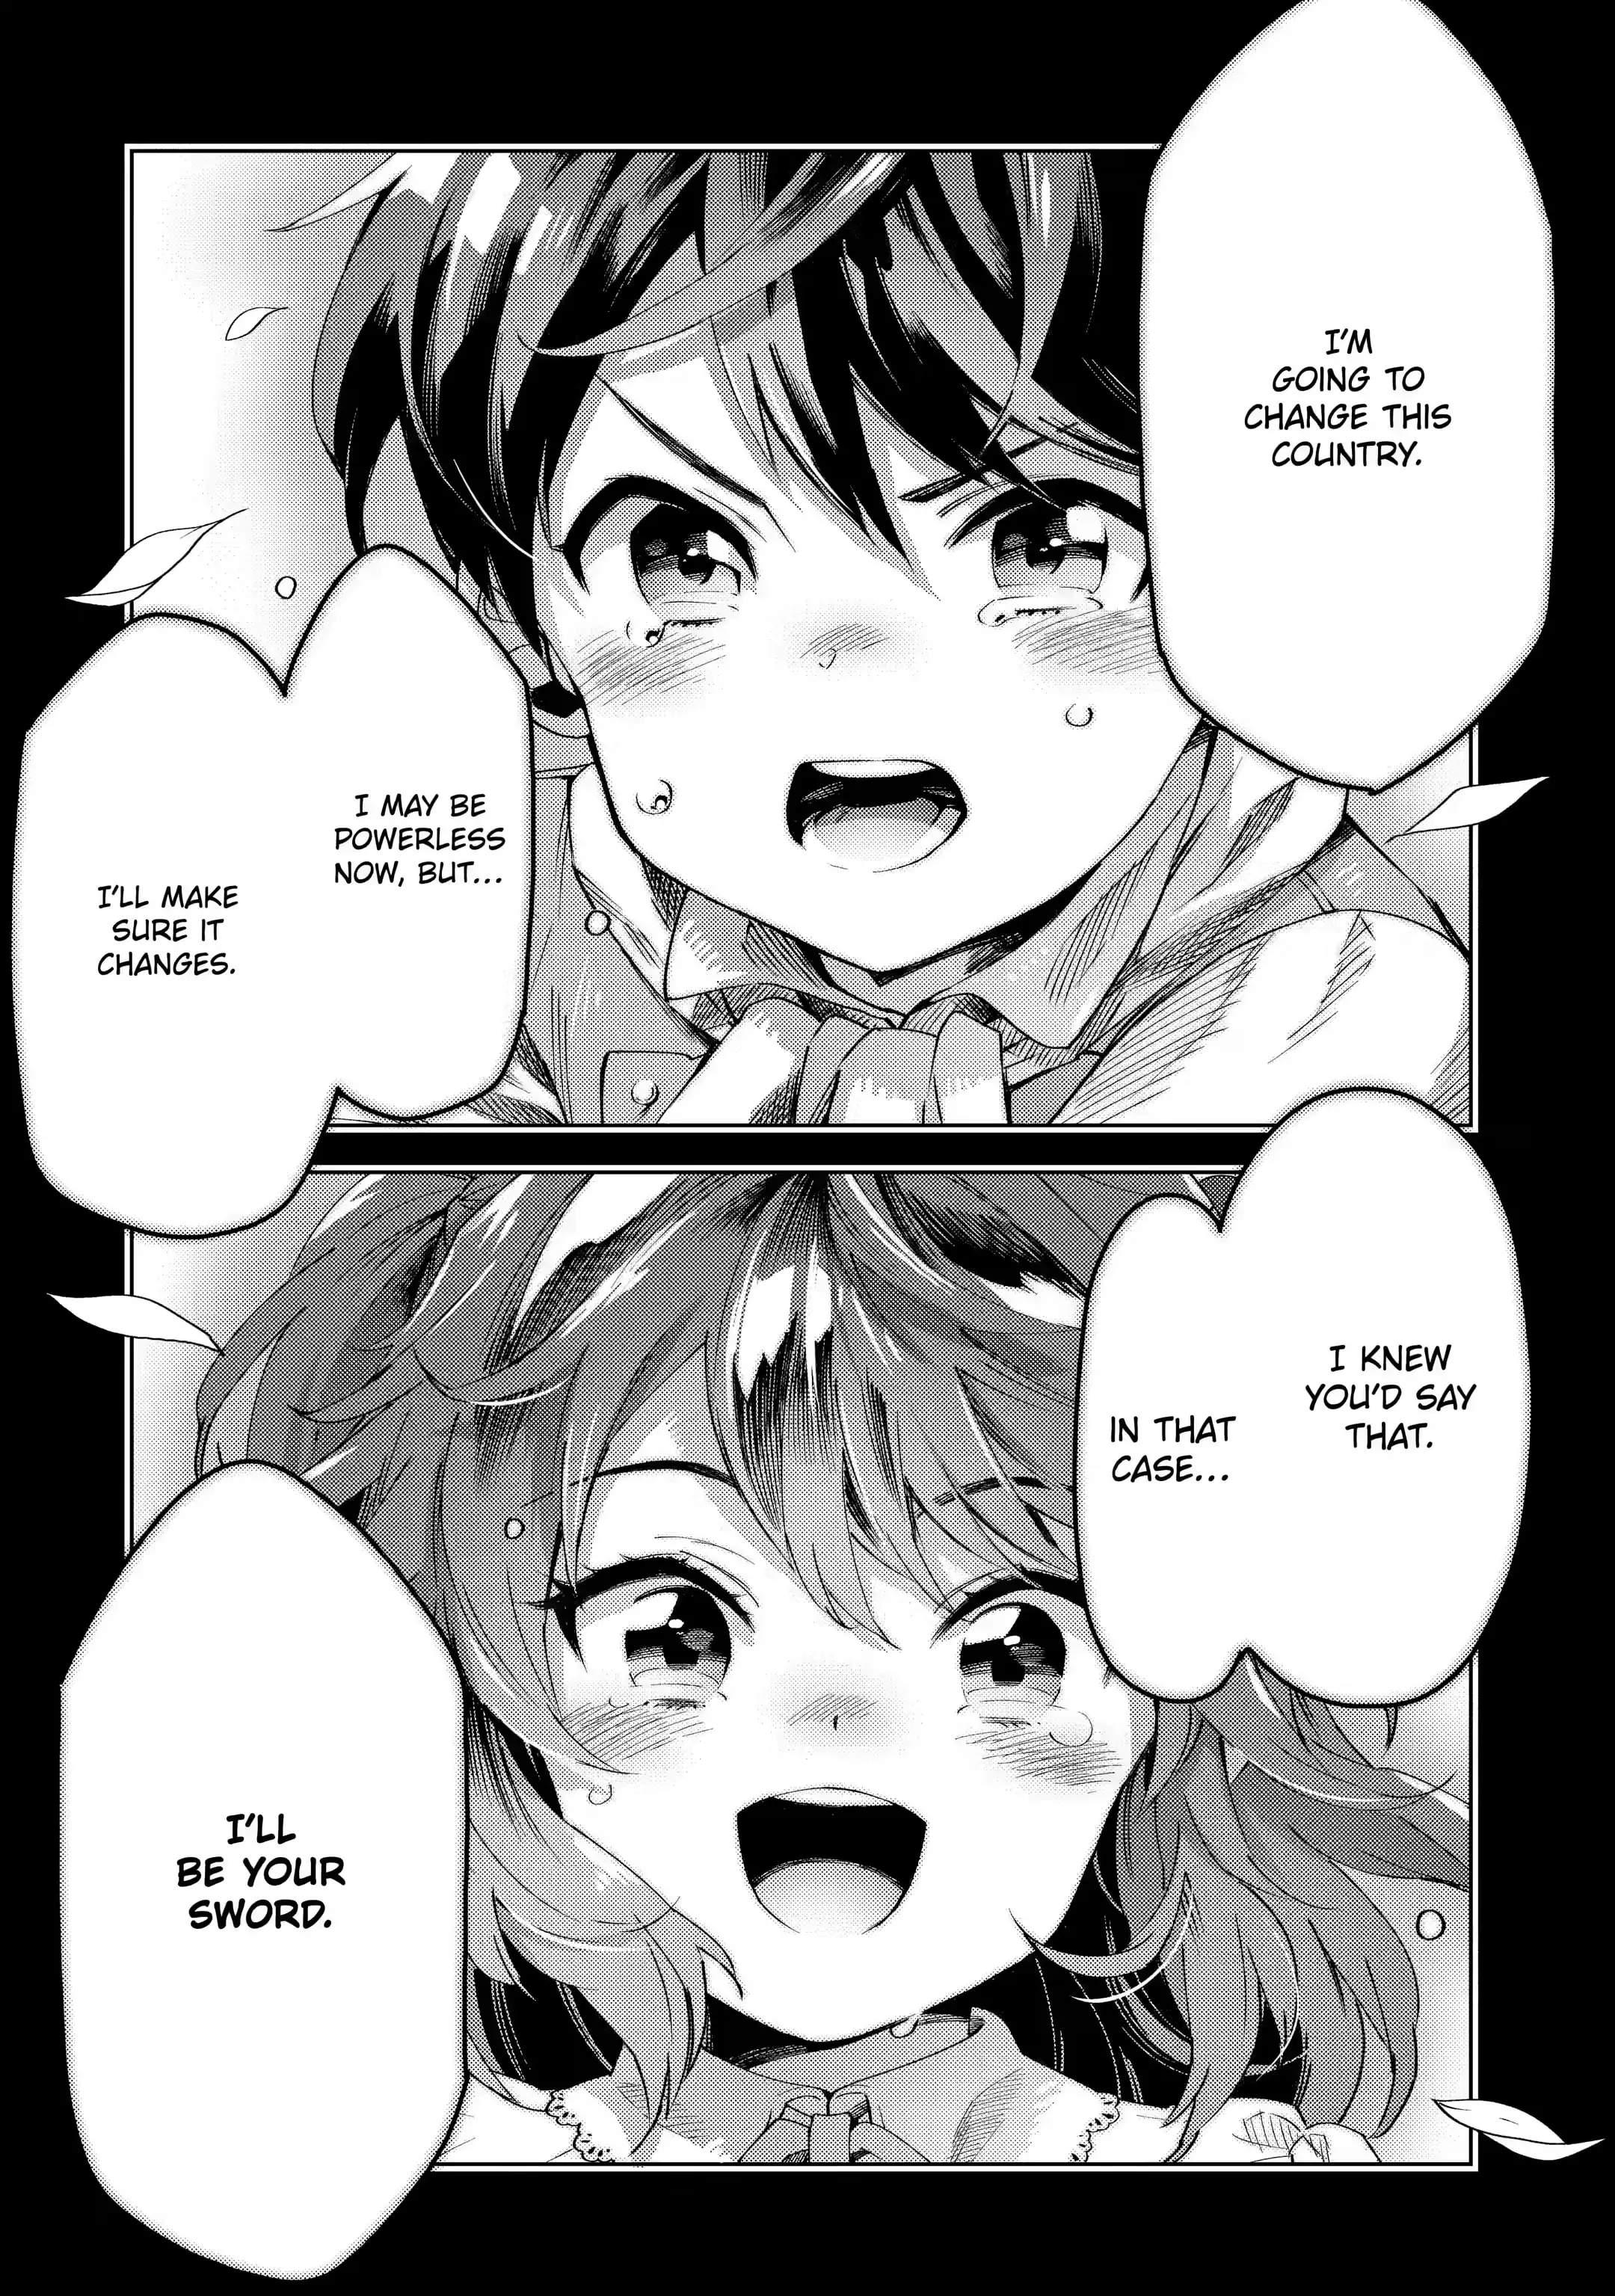 I'M
GOING TO
CHANGE THIS
COUNTRY.
I MAY BE
POWERLESS
NOW, BUT...
I'LL MAKE
SURE IT
CHANGES.
I KNEW
YOU'D SAY
THAT.
IN THAT
CASE...
I'LL
BE YOUR
SWORD.